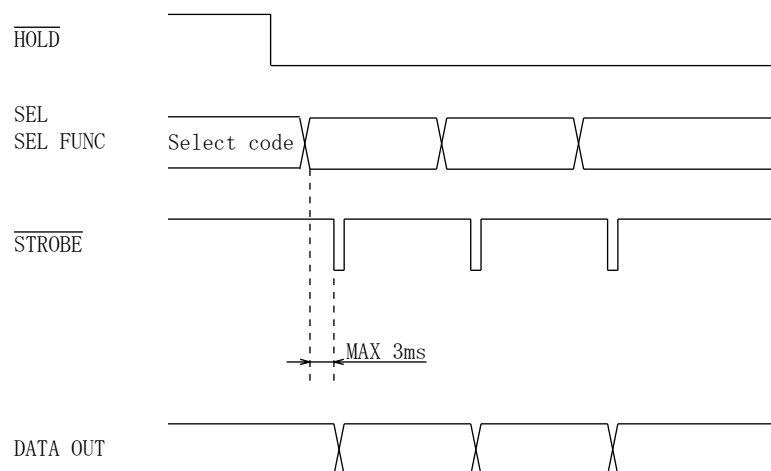 HOLD
SEL
SEL FUNC
Select code
STROBE
MAX 3ms
DATA OUT